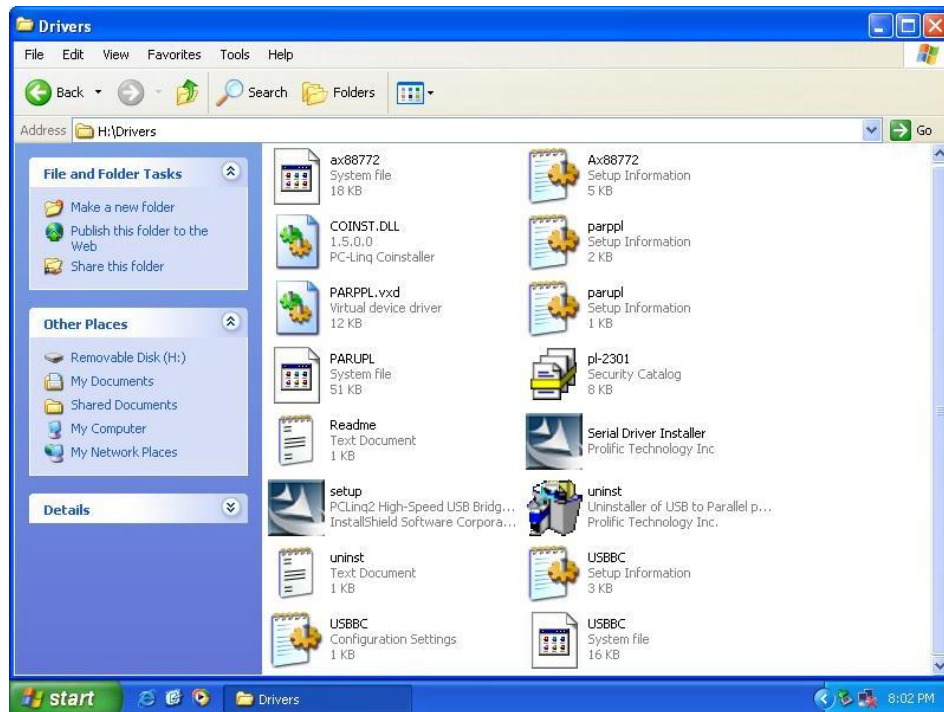 Drivers
File Edit View Favorites Tools Help
Back Search Folders
Address H:\Drivers Go
File and Folder Tasks
Make a new folder
Publish this folder to the
Web
Share this folder
Other Places
Removable Disk (H:)
My Documents
Shared Documents
My Computer
My Network Places
Details
ax88772
System file
18 KB
Ax88772
Setup Information
5 KB
COINST.DLL
1.5.0.0
PC-Linq Coinstaller
parppl
Setup Information
2 KB
PARPPL.vxd
Virtual device driver
12 KB
parupl
Setup Information
1 KB
PARUPL
System file
51 KB
pl-2301
Security Catalog
8 KB
Readme
Text Document
1 KB
Serial Driver Installer
Prolific Technology Inc
setup
PCLinq2 High-Speed USB Bridg...
InstallShield Software Corpora...
uninst
Uninstaller of USB to Parallel p...
Prolific Technology Inc.
uninst
Text Document
1 KB
USBBC
Setup Information
3 KB
USBBC
Configuration Settings
1 KB
USBBC
System file
16 KB
start Drivers 8:02 PM